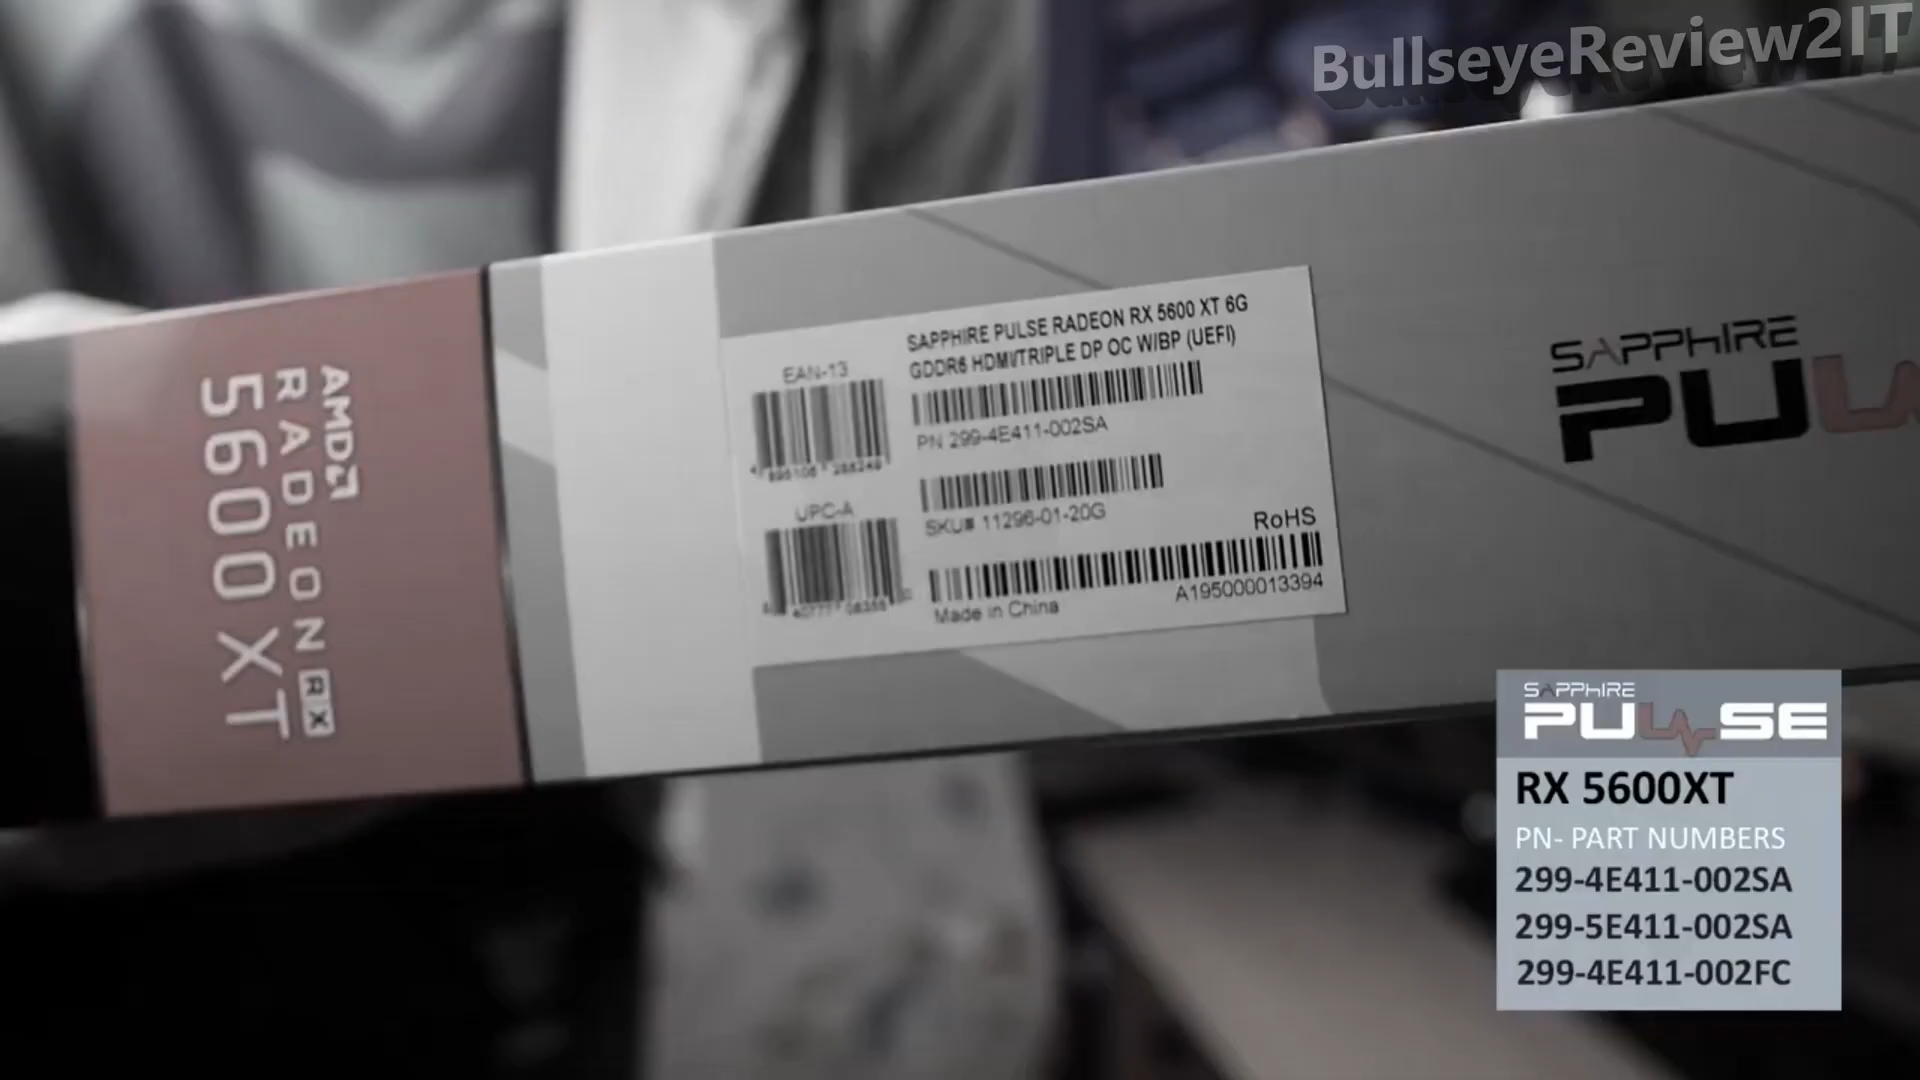 BullseyeReview2IT
AMD
RADEON RX
5600 XT
SAPPHIRE PULSE RADEON RX 5600 XT 6G
GDDR6 HDMI/TRIPLE DP OC W/BP (UEFI)
EAN-13
PN 299-4E411-002SA
UPC-A
SKU# 11296-01-20G
RoHS
A195000013394
Made in China
SAPPHIRE
PUL
SAPPHIRE
PULSE
RX 5600XT
PN- PART NUMBERS
299-4E411-002SA
299-5E411-002SA
299-4E411-002FC